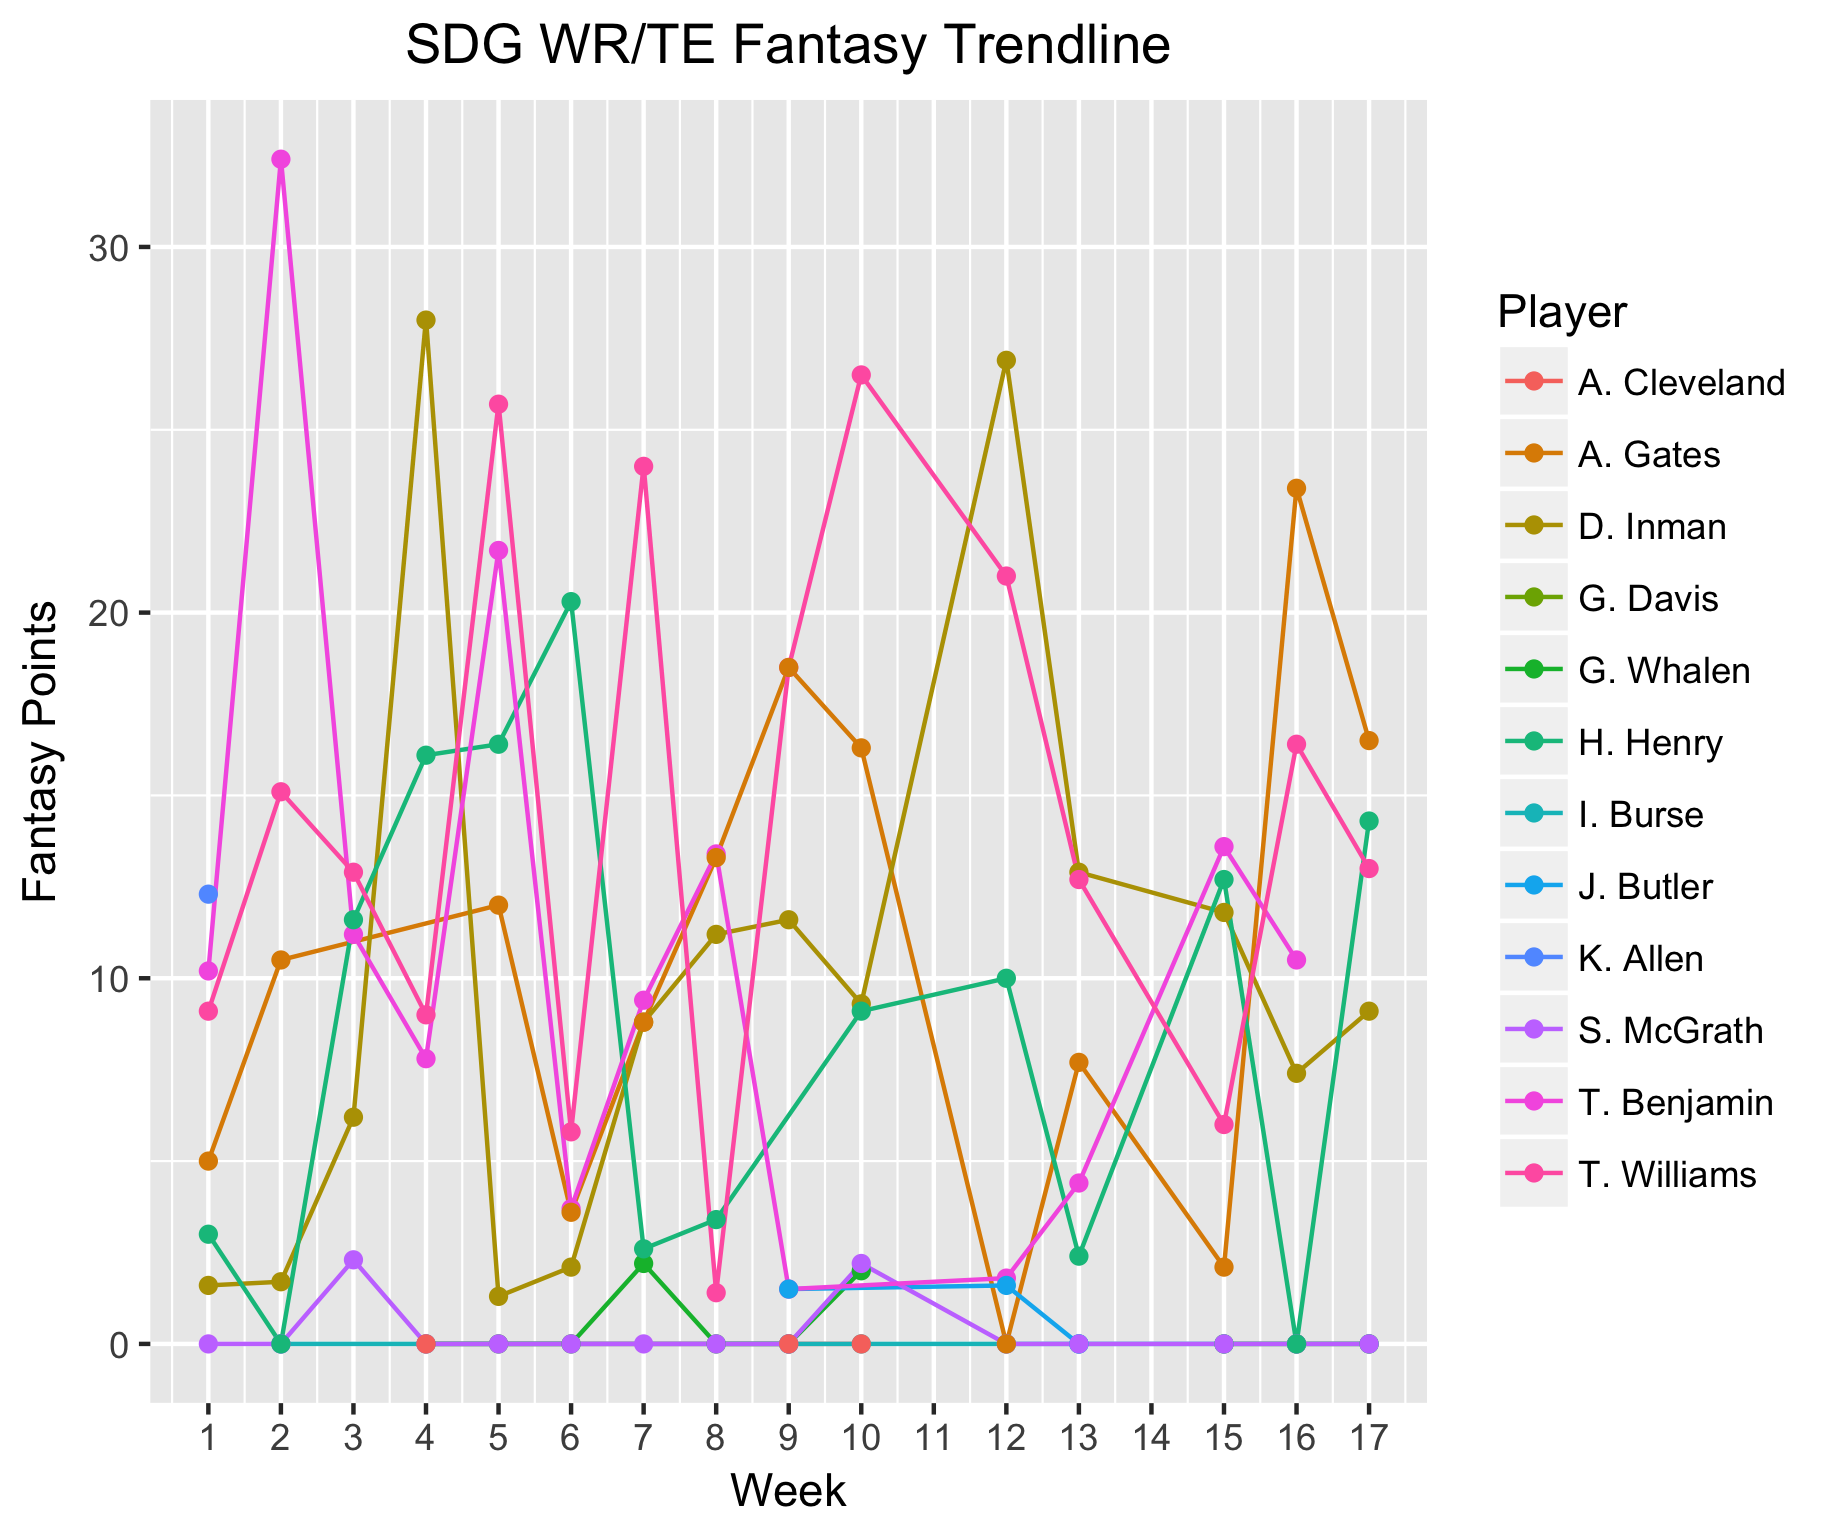 SDG WR/TE Fantasy Trendline
Fantasy Points
30
20
10
0
1 2 3 4 5 6 7 8 9 10 11 12 13 14 15 16 17
Week
Player
A. Cleveland
A. Gates
D. Inman
G. Davis
G. Whalen
H. Henry
I. Burse
J. Butler
K. Allen
S. McGrath
T. Benjamin
T. Williams